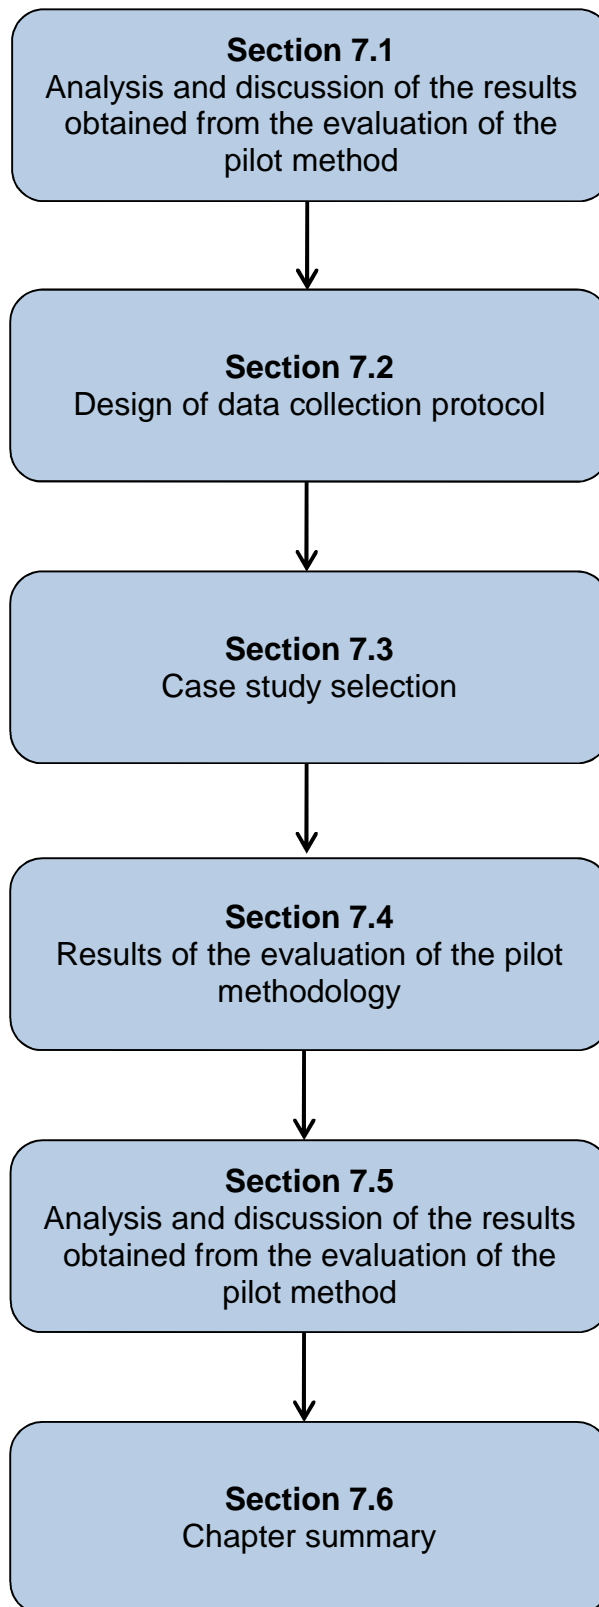 Section 7.1
Analysis and discussion of the results
obtained from the evaluation of the
pilot method
Section 7.2
Design of data collection protocol
Section 7.3
Case study selection
Section 7.4
Results of the evaluation of the pilot
methodology
Section 7.5
Analysis and discussion of the results
obtained from the evaluation of the
pilot method
Section 7.6
Chapter summary